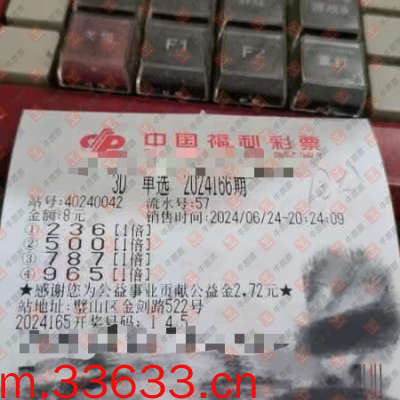 F1
F2
中国福利彩票
3D 单选 2024166期
站号:40240042 流水号:57
金额:8元 销售时间:2024/06/24-20:24:09
①236[1倍]
②500[1倍]
③787[1倍]
④965[1倍]
★感谢您为公益事业贡献公益金2.72元★
站地址:璧山区金剑路522号
2024165开奖号码: 1 4 5
m.33633.cn